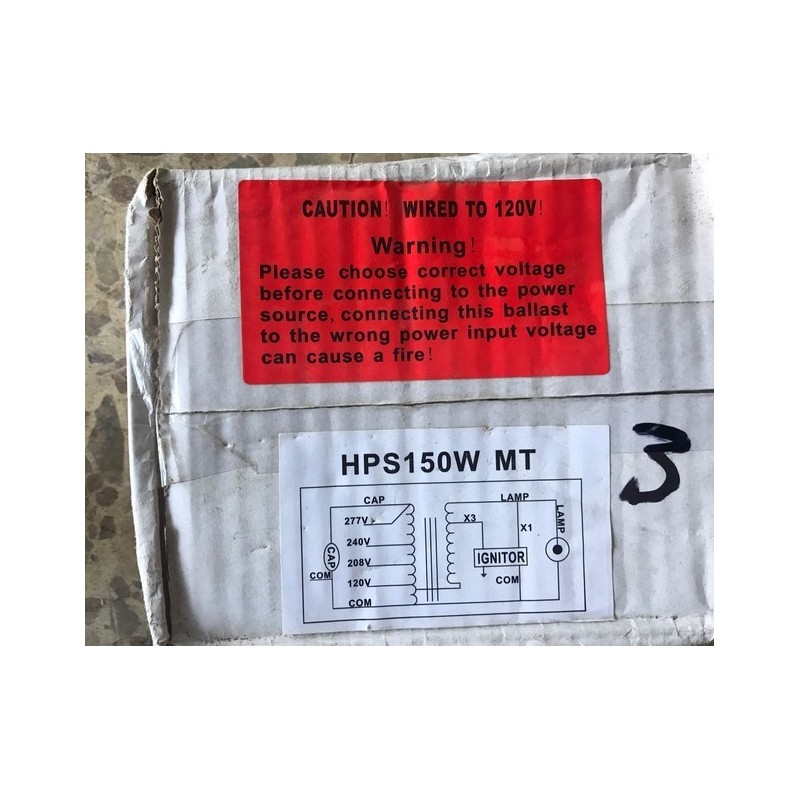 CAUTION! WIRED TO 120V!
Warning!
Please choose correct voltage
before connecting to the power
source, connecting this ballast
to the wrong power input voltage
can cause a fire!
HPS150W MT
CAP
277V
240V
208V
120V
COM
CAP
COM
LAMP
X3
X1
LAMP
IGNITOR
COM
3